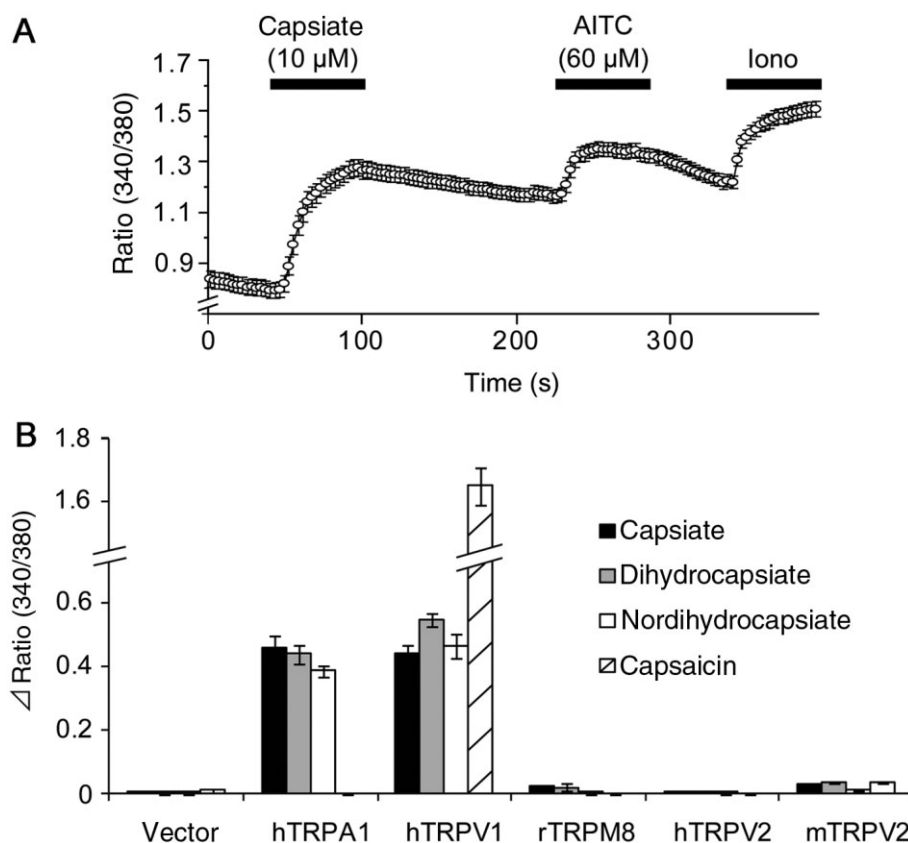 A
Capsiate AITC
(10 µM) (60 µM) Iono
1.7
1.5
1.3
1.1
0.9
Ratio (340/380)
0 100 200 300
Time (s)
B
1.8
1.6
0.6
0.4
0.2
0
⊿ Ratio (340/380)
Capsiate
Dihydrocapsiate
Nordihydrocapsiate
Capsaicin
Vector hTRPA1 hTRPV1 rTRPM8 hTRPV2 mTRPV2